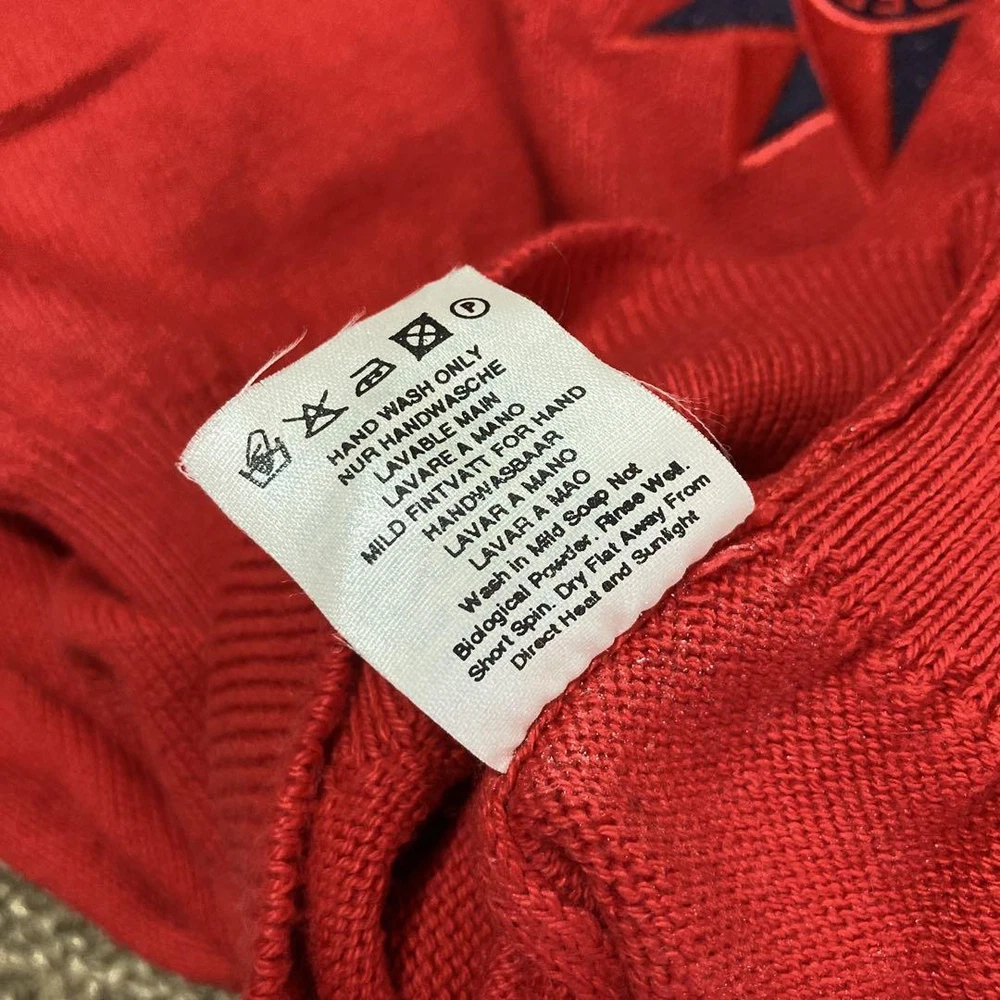 P
HAND WASH ONLY
NUR HANDWASCHE
LAVABLE MAIN
LAVARE A MANO
MILD FINTVATT FOR HAND
HANDWASBAAR
LAVAR A MANO
LAVAR A MAO
Wash in Mild Soap Not
Biological Powder. Rinse Well.
Short Spin. Dry Flat Away From
Direct Heat and Sunlight